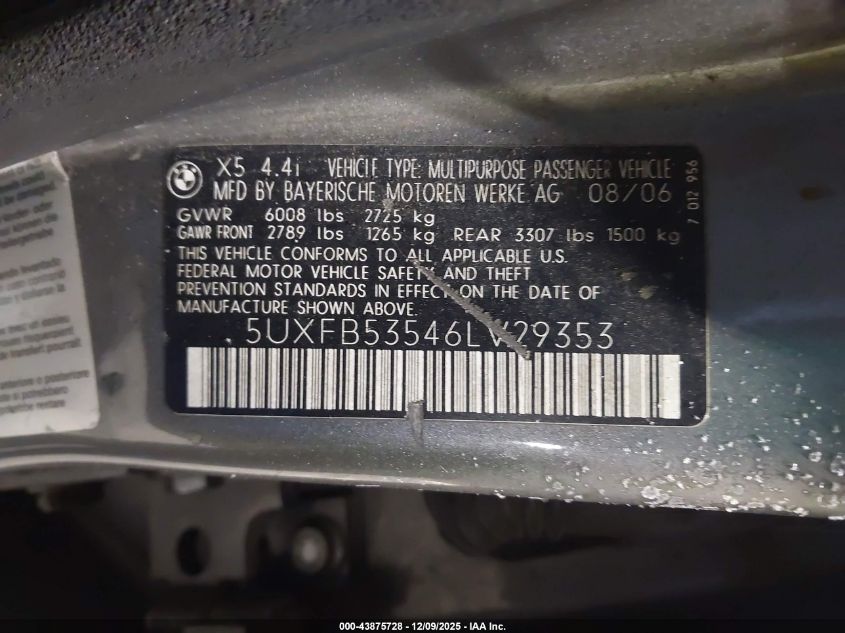 X5 4.4i VEHICLE TYPE: MULTIPURPOSE PASSENGER VEHICLE
MFD BY BAYERISCHE MOTOREN WERKE AG 08/06
GVWR 6008 lbs 2725 kg
GAWR FRONT 2789 lbs 1265 kg REAR 3307 lbs 1500 kg
THIS VEHICLE CONFORMS TO ALL APPLICABLE U.S.
FEDERAL MOTOR VEHICLE SAFETY AND THEFT
PREVENTION STANDARDS IN EFFECT ON THE DATE OF
MANUFACTURE SHOWN ABOVE.
5UXFB53546LV29353
7 012 956
000-43875728 - 12/09/2025 - IAA Inc.